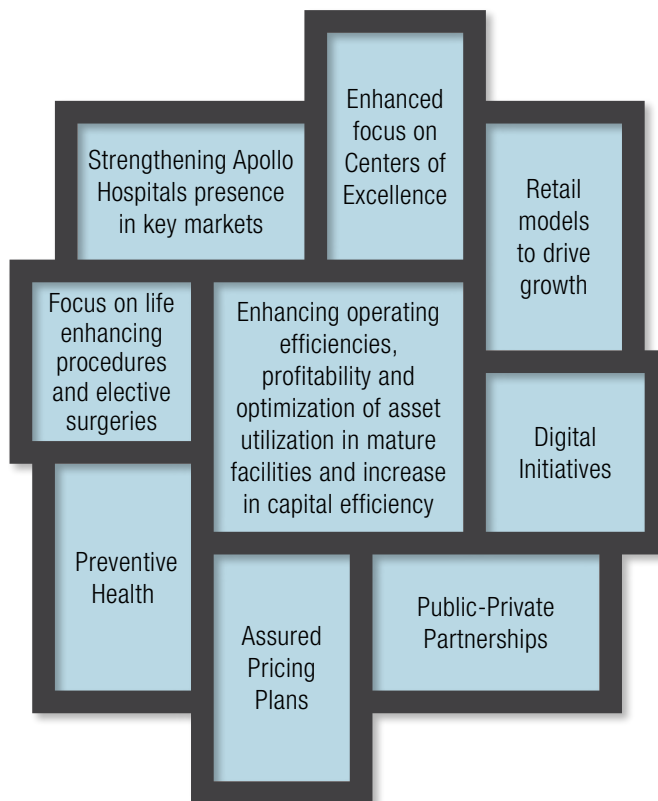 Enhanced
focus on
Centers of
Excellence
Strengthening Apollo
Hospitals presence
in key markets
Retail
models
to drive
growth
Focus on life
enhancing
procedures
and elective
surgeries
Enhancing operating
efficiencies,
profitability and
optimization of asset
utilization in mature
facilities and increase
in capital efficiency
Digital
Initiatives
Preventive
Health
Assured
Pricing
Plans
Public-Private
Partnerships